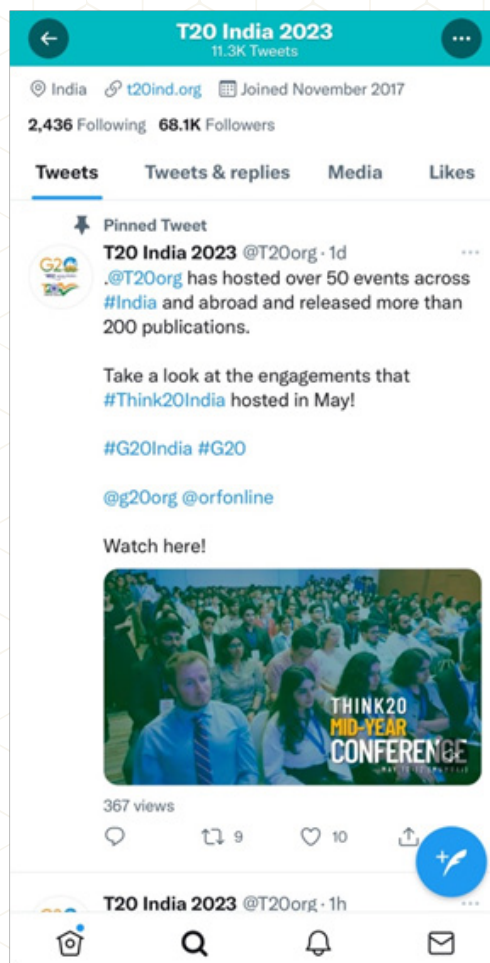 T20 India 2023
11.3K Tweets
India t20ind.org Joined November 2017
2,436 Following 68.1K Followers
Tweets Tweets & replies Media Likes
Pinned Tweet
T20 India 2023 @T20org · 1d
.@T20org has hosted over 50 events across
#India and abroad and released more than
200 publications.
Take a look at the engagements that
#Think20India hosted in May!
#G20India #G20
@g20org @orfonline
Watch here!
THINK20
MID-YEAR
CONFERENCE
367 views
9 10
T20 India 2023 @T20org · 1h